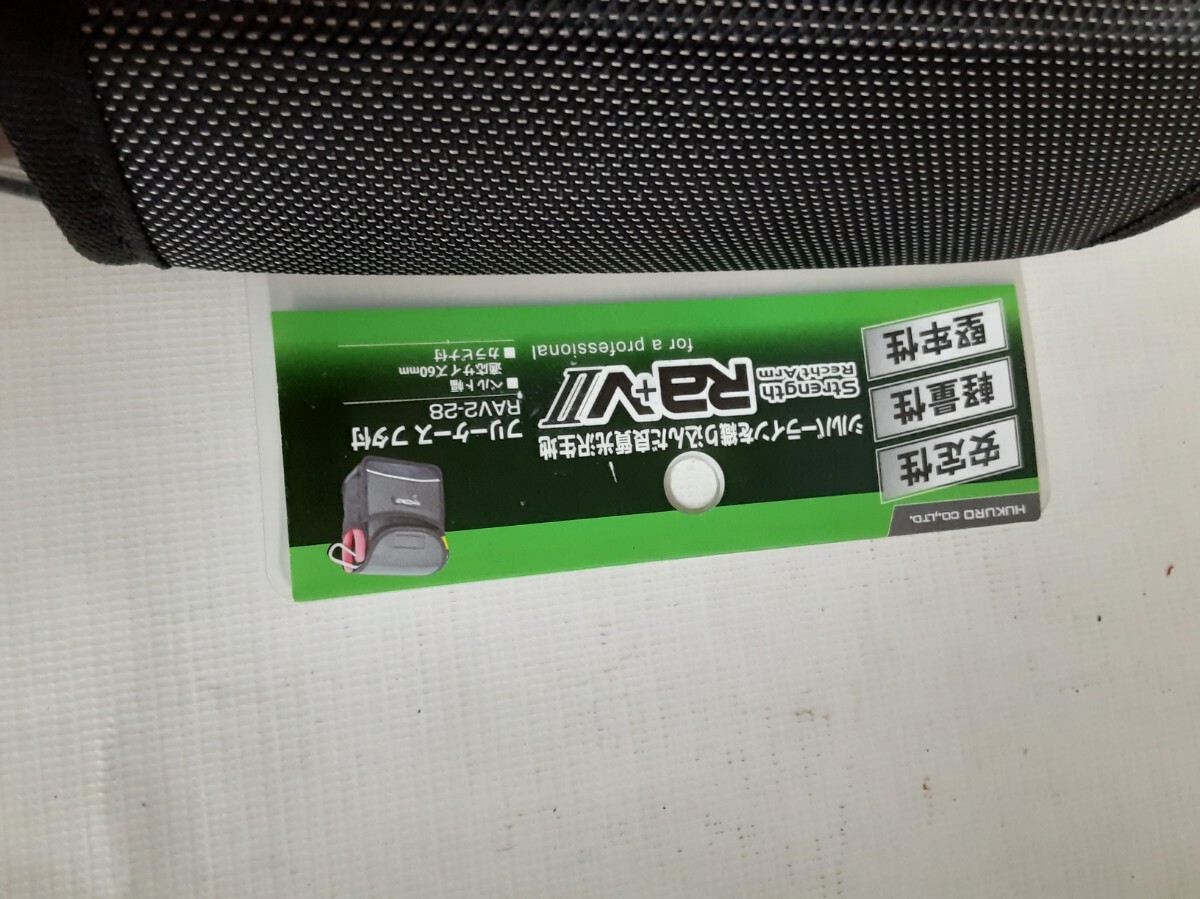 HUKURO CO.,LTD.
安定性
軽量性
堅牢性
シルバーラインを織り込んだ良質光沢生地
Strength
Recht Arm
Ra+VII
for a professional
フリーケース フタ付
RAV2-28
■ベルト幅
適応サイズ60mm
■カラビナ付